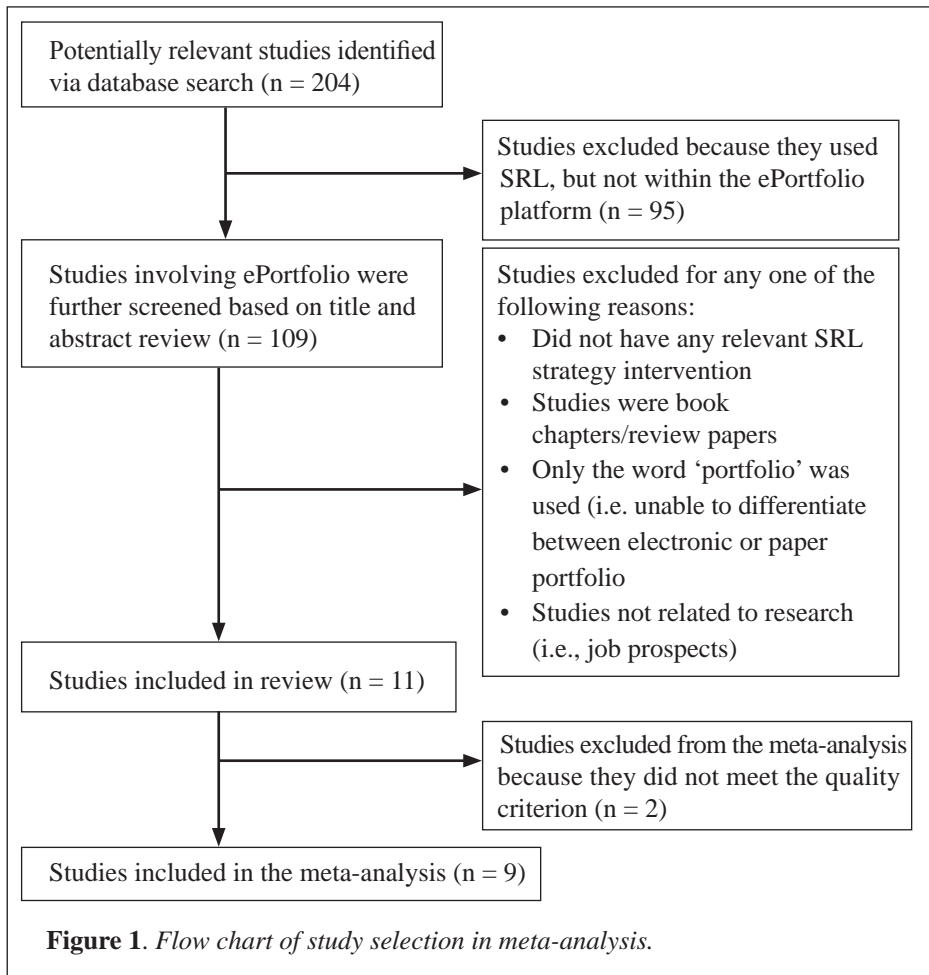 Potentially relevant studies identified
via database search (n = 204)
Studies excluded because they used
SRL, but not within the ePortfolio
platform (n = 95)
Studies involving ePortfolio were
further screened based on title and
abstract review (n = 109)
Studies excluded for any one of the
following reasons:
• Did not have any relevant SRL
strategy intervention
• Studies were book
chapters/review papers
• Only the word ‘portfolio’ was
used (i.e. unable to differentiate
between electronic or paper
portfolio
• Studies not related to research
(i.e., job prospects)
Studies included in review (n = 11)
Studies excluded from the meta-analysis
because they did not meet the quality
criterion (n = 2)
Studies included in the meta-analysis (n = 9)
Figure 1. Flow chart of study selection in meta-analysis.